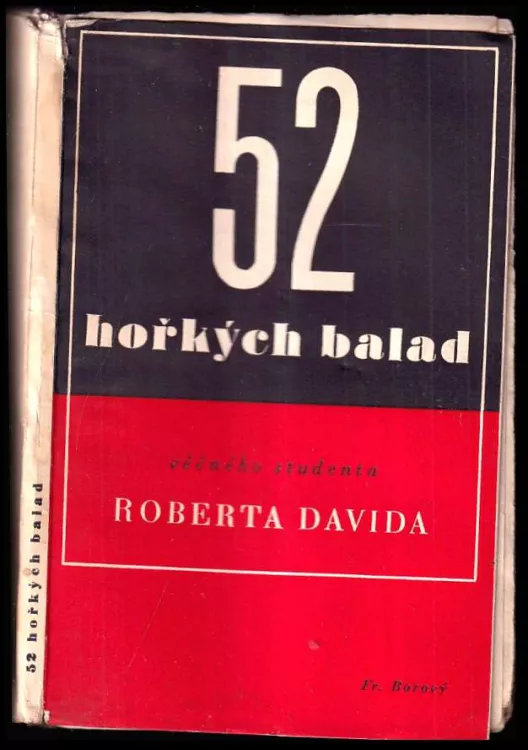 52
hořkých balad
věčného studenta
ROBERTA DAVIDA
Fr. Borový
52 hořkých balad